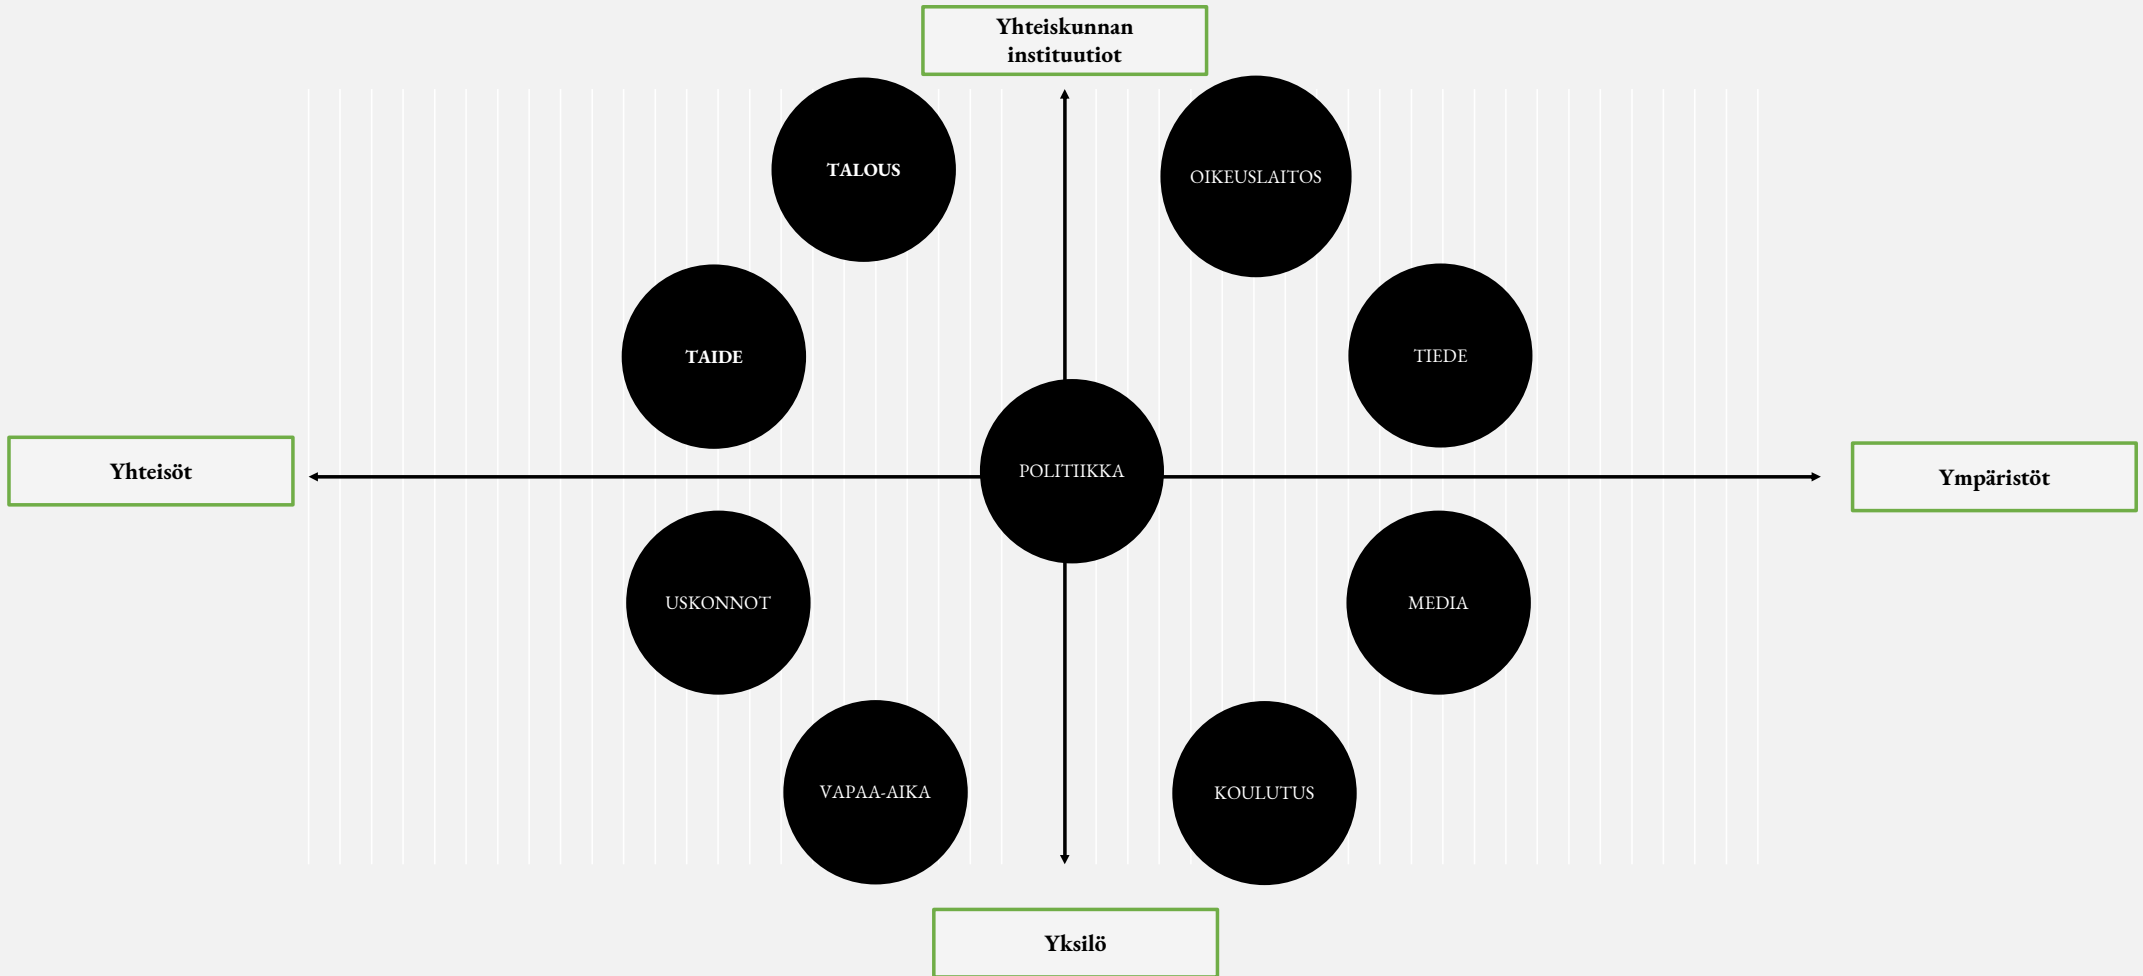 Yhteiskunnan
instituutiot
TALOUS
OIKEUSLAITOS
TAIDE
TIEDE
Yhteisöt
POLITIIKKA
Ympäristöt
USKONNOT
MEDIA
VAPAA-AIKA
KOULUTUS
Yksilö